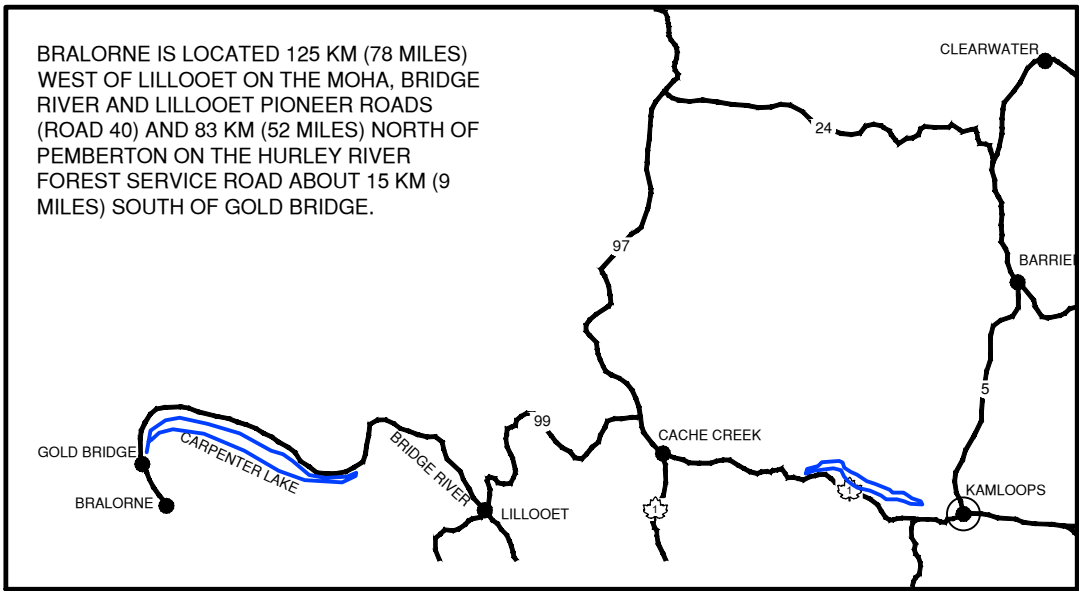 BRALORNE IS LOCATED 125 KM (78 MILES)
WEST OF LILLOOET ON THE MOHA, BRIDGE
RIVER AND LILLOOET PIONEER ROADS
(ROAD 40) AND 83 KM (52 MILES) NORTH OF
PEMBERTON ON THE HURLEY RIVER
FOREST SERVICE ROAD ABOUT 15 KM (9
MILES) SOUTH OF GOLD BRIDGE.
CLEARWATER
24
97
BARRIE
5
99
CACHE CREEK
GOLD BRIDGE
CARPENTER LAKE
BRIDGE RIVER
BRALORNE
LILLOOET
1
1
KAMLOOPS